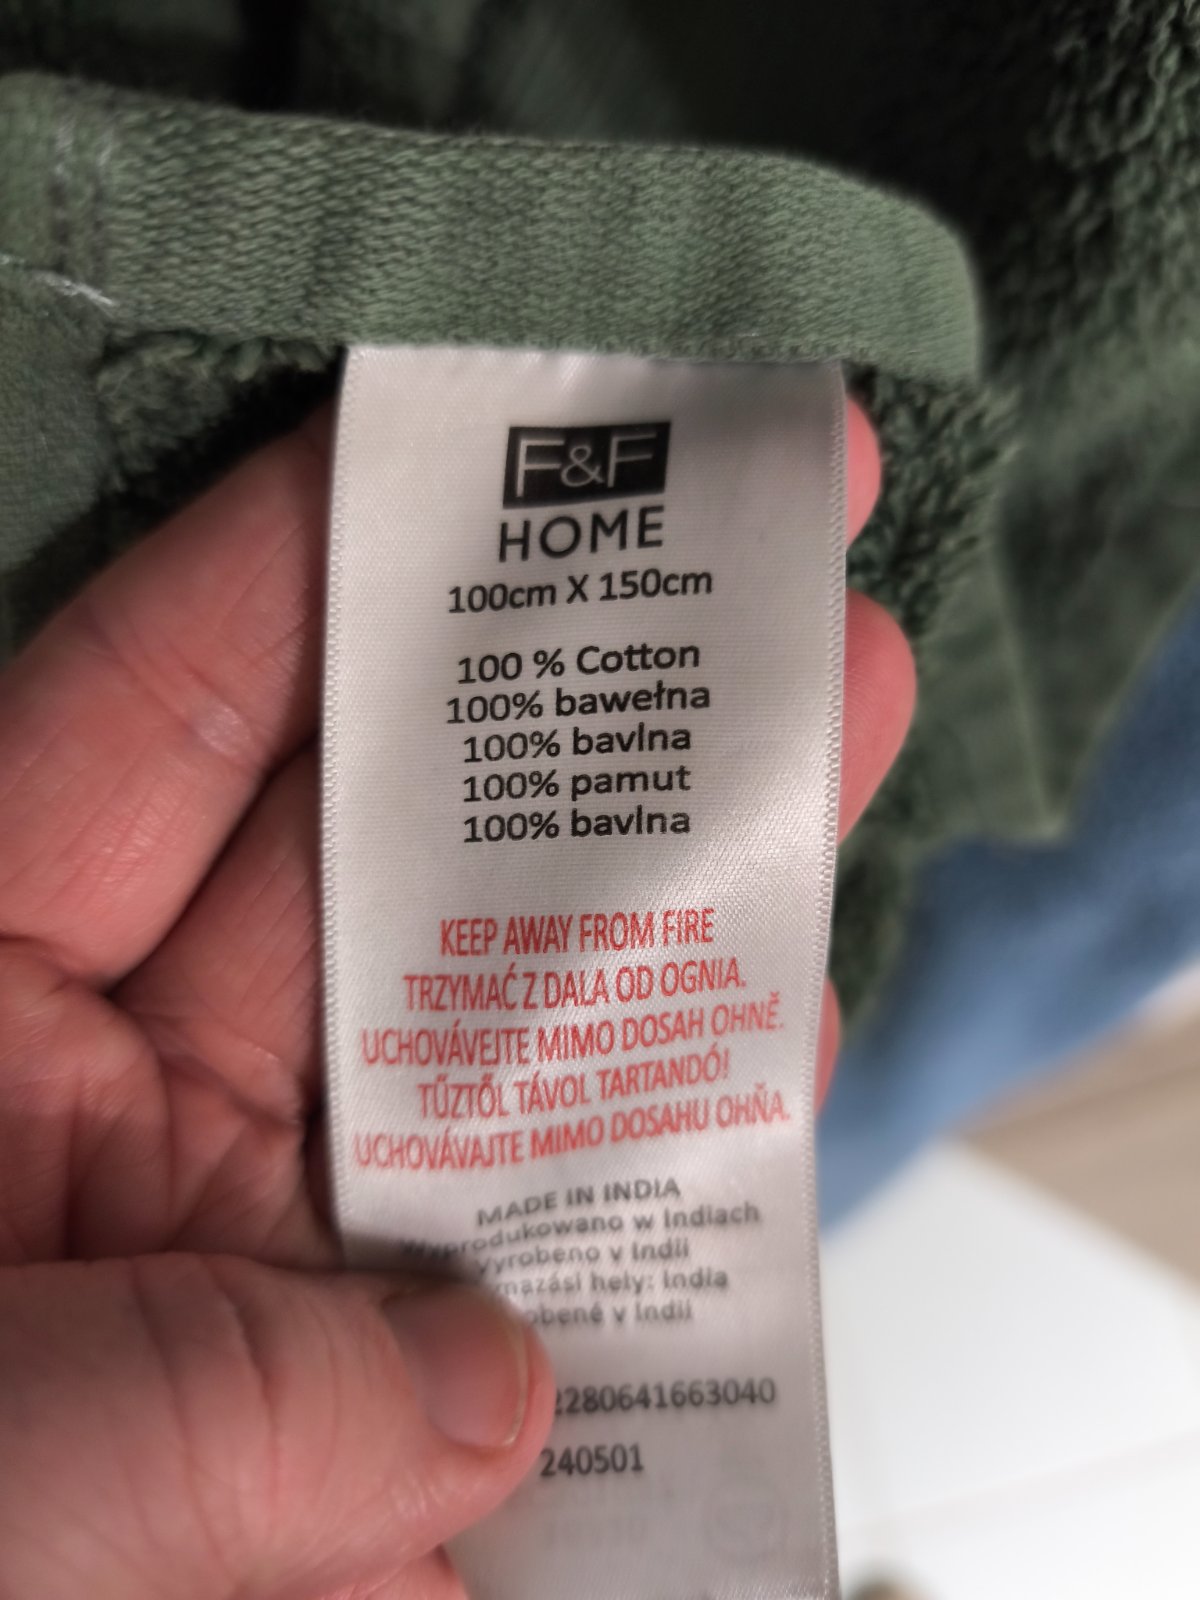 F&F
HOME
100cm X 150cm
100 % Cotton
100% bawełna
100% bavlna
100% pamut
100% bavlna
KEEP AWAY FROM FIRE
TRZYMAĆ Z DALA OD OGNIA.
UCHOVÁVEJTE MIMO DOSAH OHNĚ.
TŰZTŐL TÁVOL TARTANDÓ!
UCHOVÁVAJTE MIMO DOSAHU OHŇA.
MADE IN INDIA
Wyprodukowano w Indiach
vyrobeno v Indii
hely: India
v Indii
2280641663040
240501